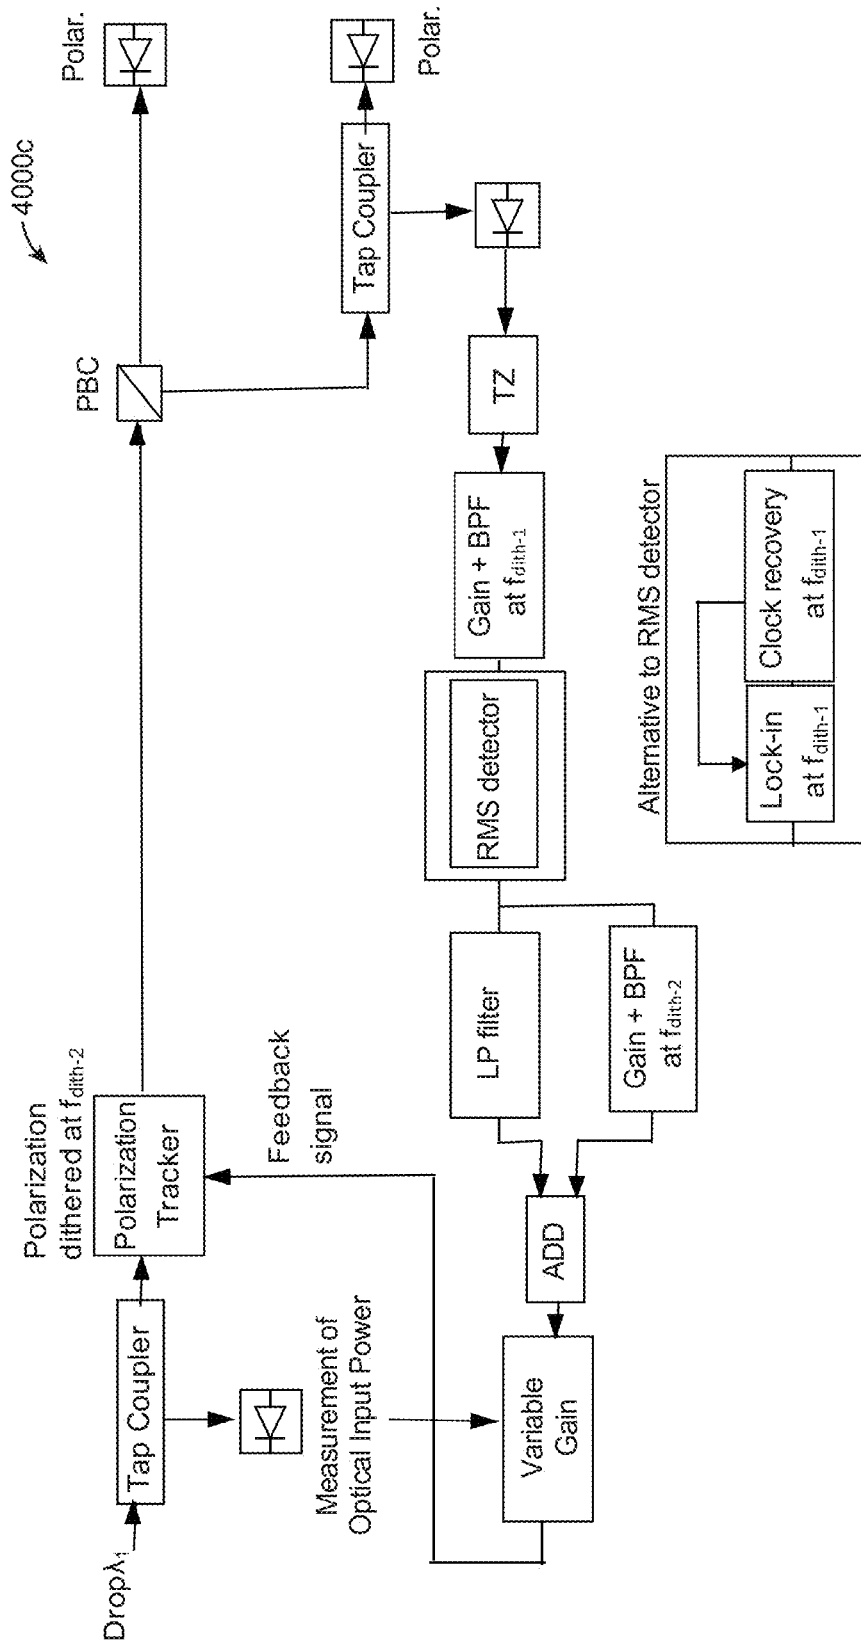 4000c
Dropλ1
Tap Coupler
Polarization
dithered at fdith-2
Polarization
Tracker
PBC
Polar.
Tap Coupler
Polar.
Measurement of
Optical Input Power
Feedback
signal
TZ
Gain + BPF
at fdith-1
RMS detector
LP filter
Gain + BPF
at fdith-2
ADD
Variable
Gain
Alternative to RMS detector
Lock-in
at fdith-1
Clock recovery
at fdith-1